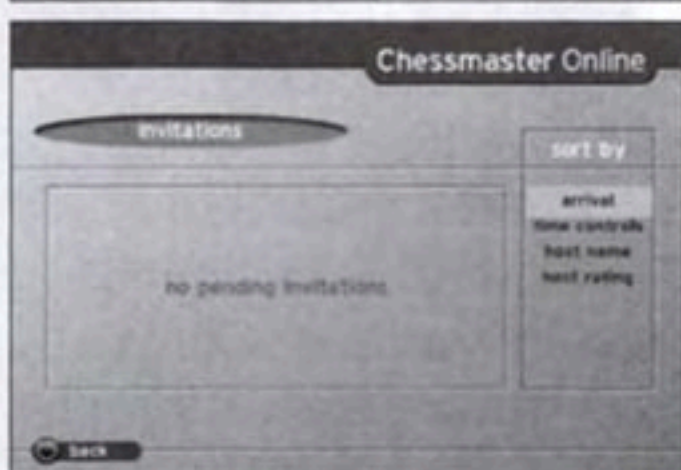 Chessmaster Online
invitations
sort by
arrival
time controls
host name
host rating
no pending invitations
back